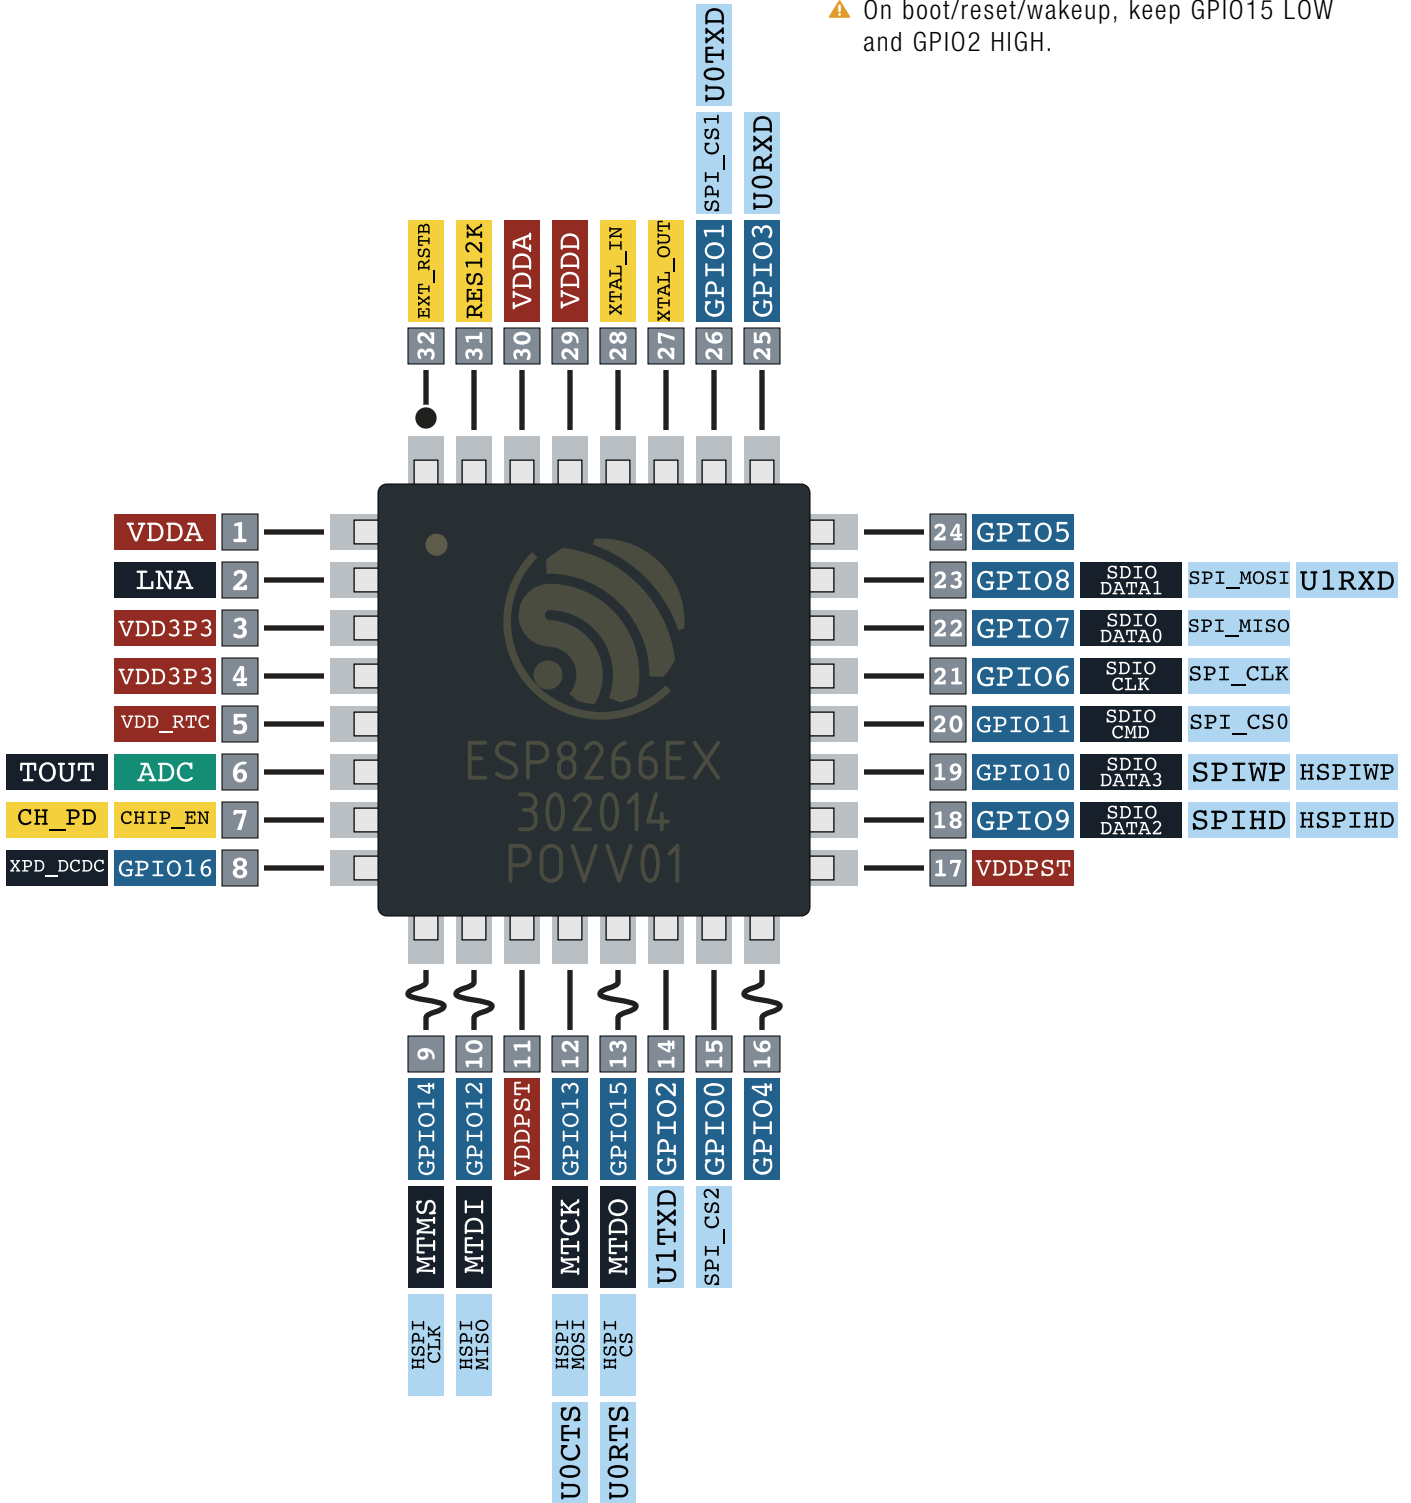 On boot/reset/wakeup, keep GPIO15 LOW
and GPIO2 HIGH.
U0TXD
SPI_CS1
U0RXD
EXT_RSTB
RES12K
VDDA
VDDD
XTAL_IN
XTAL_OUT
GPIO1
GPIO3
32
31
30
29
28
27
26
25
VDDA 1
LNA 2
VDD3P3 3
VDD3P3 4
VDD_RTC 5
TOUT ADC 6
CH_PD CHIP_EN 7
XPD_DCDC GPIO16 8
ESP8266EX
302014
P0VV01
24 GPIO5
23 GPIO8 SDIO DATA1 SPI_MOSI U1RXD
22 GPIO7 SDIO DATA0 SPI_MISO
21 GPIO6 SDIO CLK SPI_CLK
20 GPIO11 SDIO CMD SPI_CS0
19 GPIO10 SDIO DATA3 SPIWP HSPIWP
18 GPIO9 SDIO DATA2 SPIHD HSPIHD
17 VDDPST
9
10
11
12
13
14
15
16
GPIO14
GPIO12
VDDPST
GPIO13
GPIO15
GPIO2
GPIO0
GPIO4
MTMS
MTDI
MTCK
MTDO
U1TXD
SPI_CS2
HSPI
CLK
HSPI
MISO
HSPI
MOSI
HSPI
CS
U0CTS
U0RTS